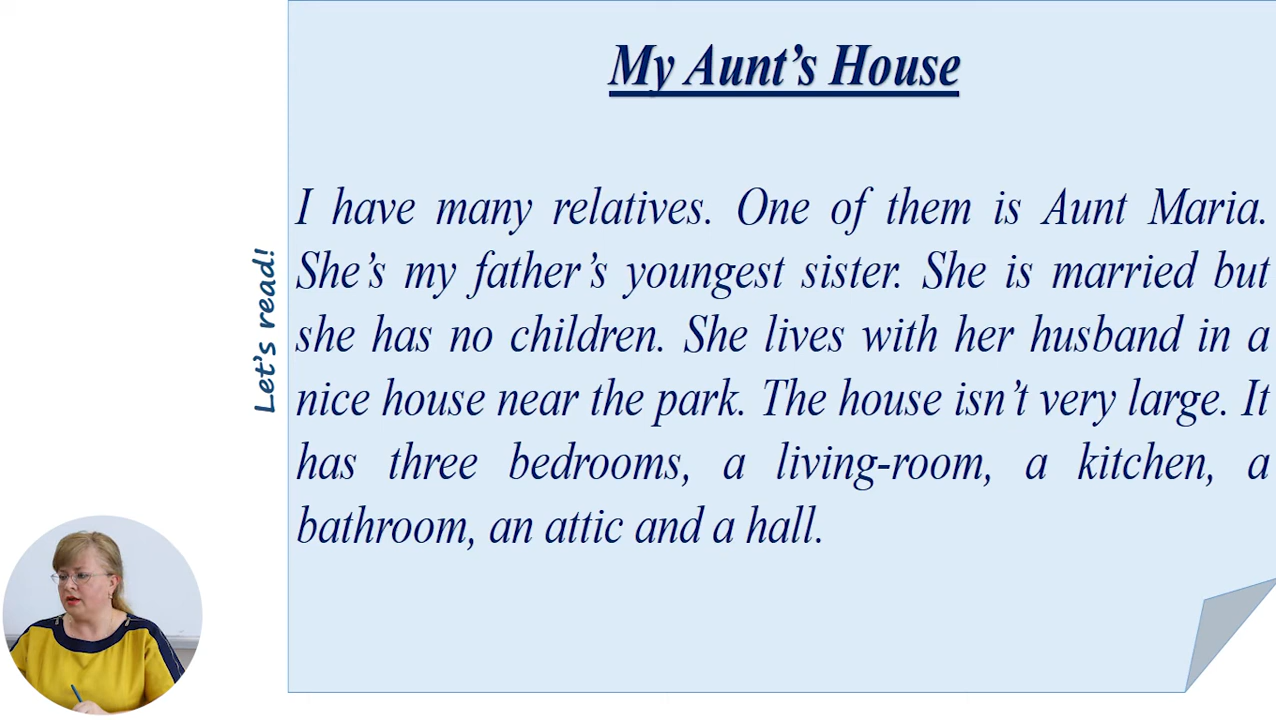 My Aunt’s House
Let’s read!
I have many relatives. One of them is Aunt Maria.
She’s my father’s youngest sister. She is married but
she has no children. She lives with her husband in a
nice house near the park. The house isn’t very large. It
has three bedrooms, a living-room, a kitchen, a
bathroom, an attic and a hall.